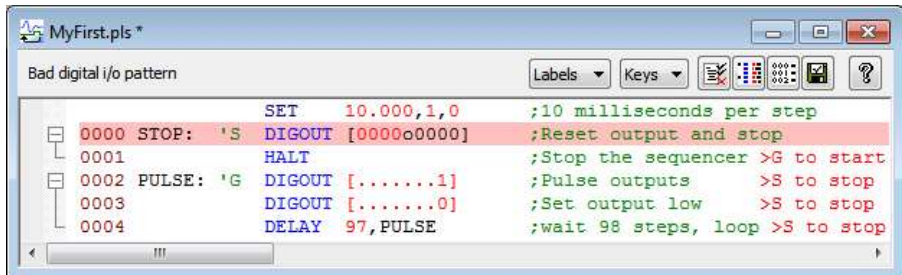 MyFirst.pls *
Bad digital i/o pattern Labels Keys ?
SET 10.000,1,0 ;10 milliseconds per step
0000 STOP: 'S DIGOUT [0000o0000] ;Reset output and stop
0001 HALT ;Stop the sequencer >G to start
0002 PULSE: 'G DIGOUT [.......1] ;Pulse outputs >S to stop
0003 DIGOUT [.......0] ;Set output low >S to stop
0004 DELAY 97,PULSE ;wait 98 steps, loop >S to stop